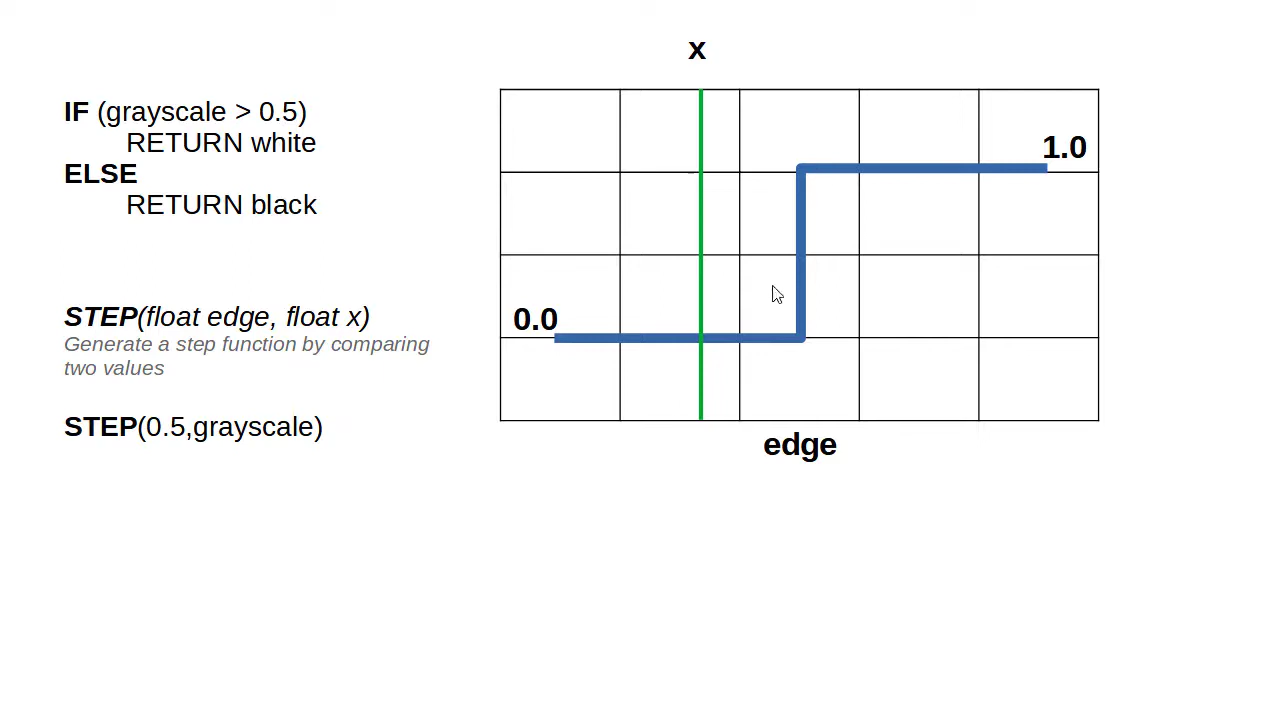 IF (grayscale > 0.5)
RETURN white
ELSE
RETURN black
STEP(float edge, float x)
Generate a step function by comparing
two values
STEP(0.5,grayscale)
x
1.0
0.0
edge